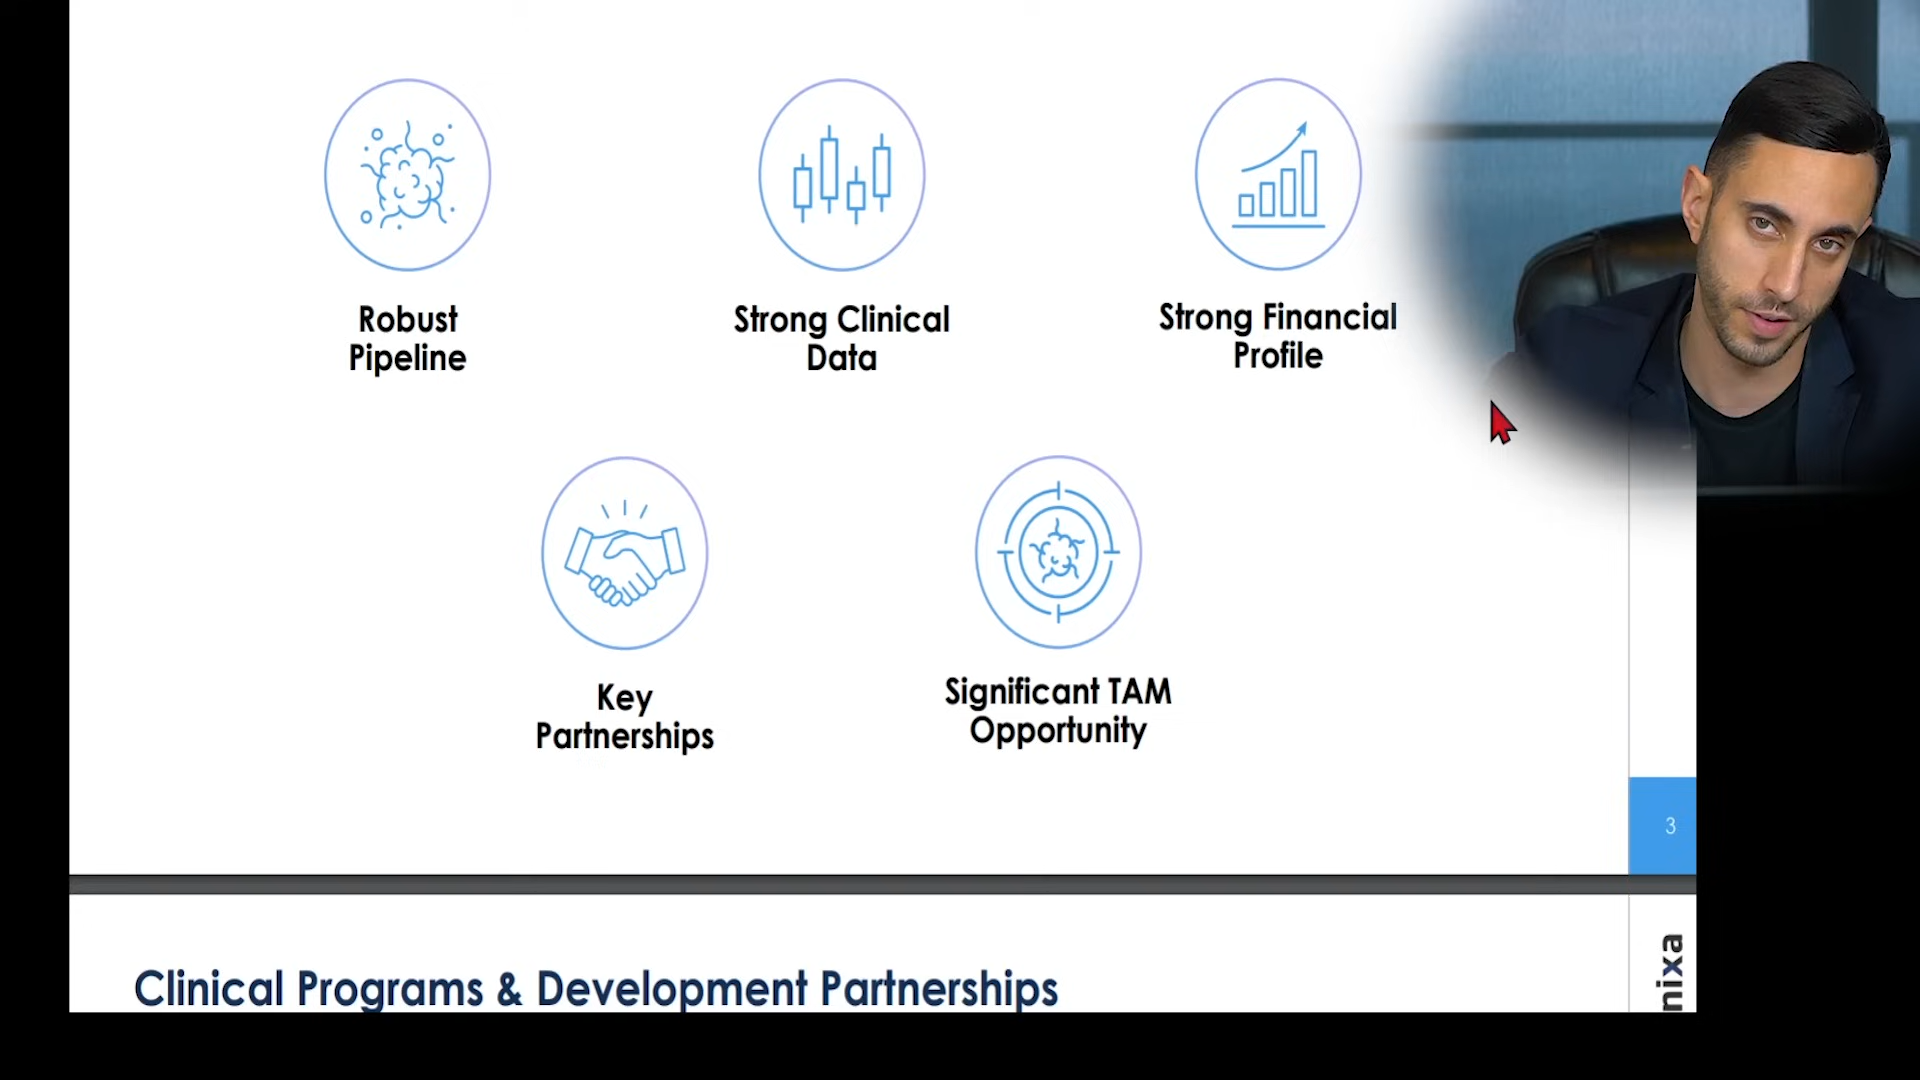 Robust
Pipeline
Strong Clinical
Data
Strong Financial
Profile
Key
Partnerships
Significant TAM
Opportunity
3
Clinical Programs & Development Partnerships
nixa